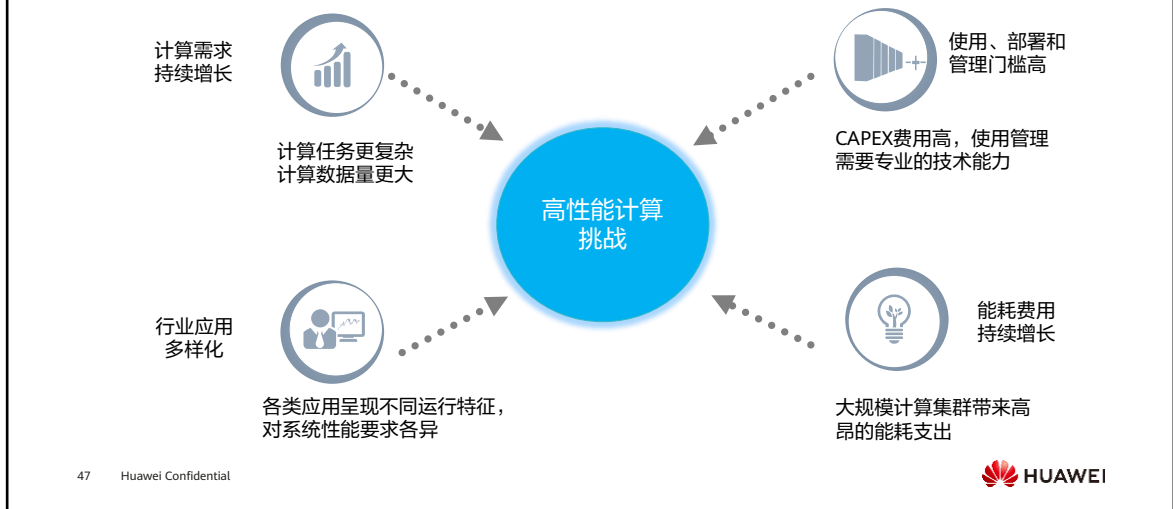 计算需求
持续增长
计算任务更复杂
计算数据量更大
使用、部署和
管理门槛高
CAPEX费用高，使用管理
需要专业的技术能力
高性能计算
挑战
行业应用
多样化
各类应用呈现不同运行特征，
对系统性能要求各异
能耗费用
持续增长
大规模计算集群带来高
昂的能耗支出
47 Huawei Confidential
HUAWEI